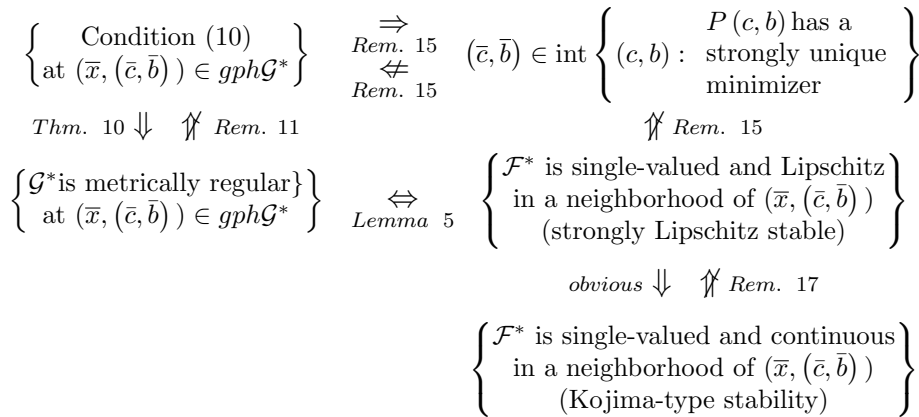 { Condition (10) at (x̄, (c̄, b̄)) ∈ gph𝒢* }
⇒
Rem. 15
⇍
Rem. 15
(c̄, b̄) ∈ int { (c, b) : P (c, b) has a strongly unique minimizer }
Thm. 10 ⇓ ⇑̸ Rem. 11
⇑̸ Rem. 15
{ 𝒢*is metrically regular} at (x̄, (c̄, b̄)) ∈ gph𝒢* }
⇔
Lemma 5
{ ℱ* is single-valued and Lipschitz
in a neighborhood of (x̄, (c̄, b̄))
(strongly Lipschitz stable) }
obvious ⇓ ⇑̸ Rem. 17
{ ℱ* is single-valued and continuous
in a neighborhood of (x̄, (c̄, b̄))
(Kojima-type stability) }